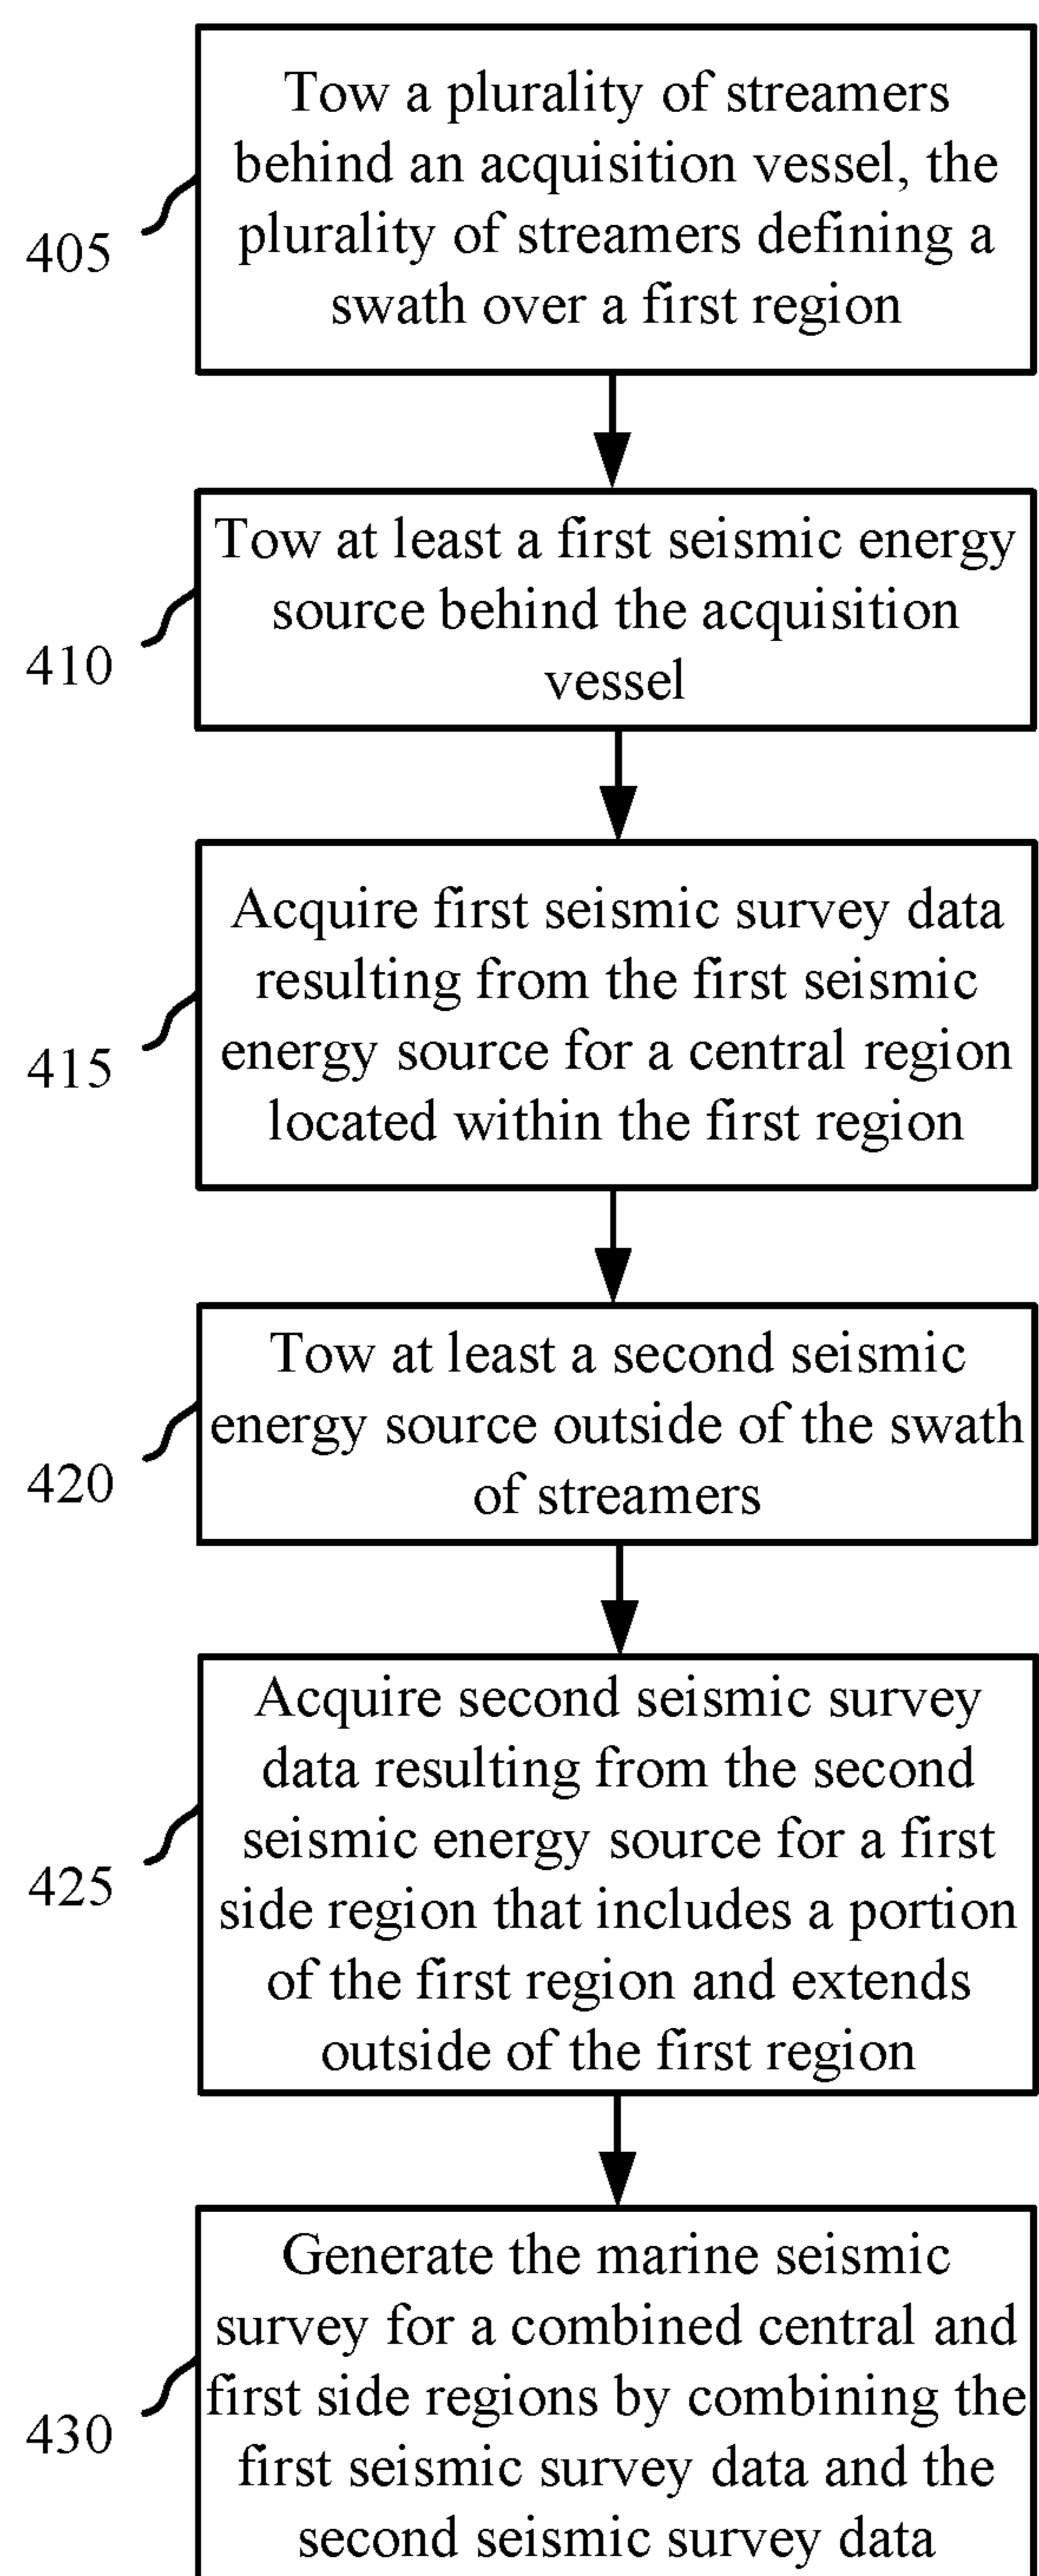 Tow a plurality of streamers
behind an acquisition vessel, the
plurality of streamers defining a
swath over a first region
405
Tow at least a first seismic energy
source behind the acquisition
vessel
410
Acquire first seismic survey data
resulting from the first seismic
energy source for a central region
located within the first region
415
Tow at least a second seismic
energy source outside of the swath
of streamers
420
Acquire second seismic survey
data resulting from the second
seismic energy source for a first
side region that includes a portion
of the first region and extends
outside of the first region
425
Generate the marine seismic
survey for a combined central and
first side regions by combining the
first seismic survey data and the
second seismic survey data
430